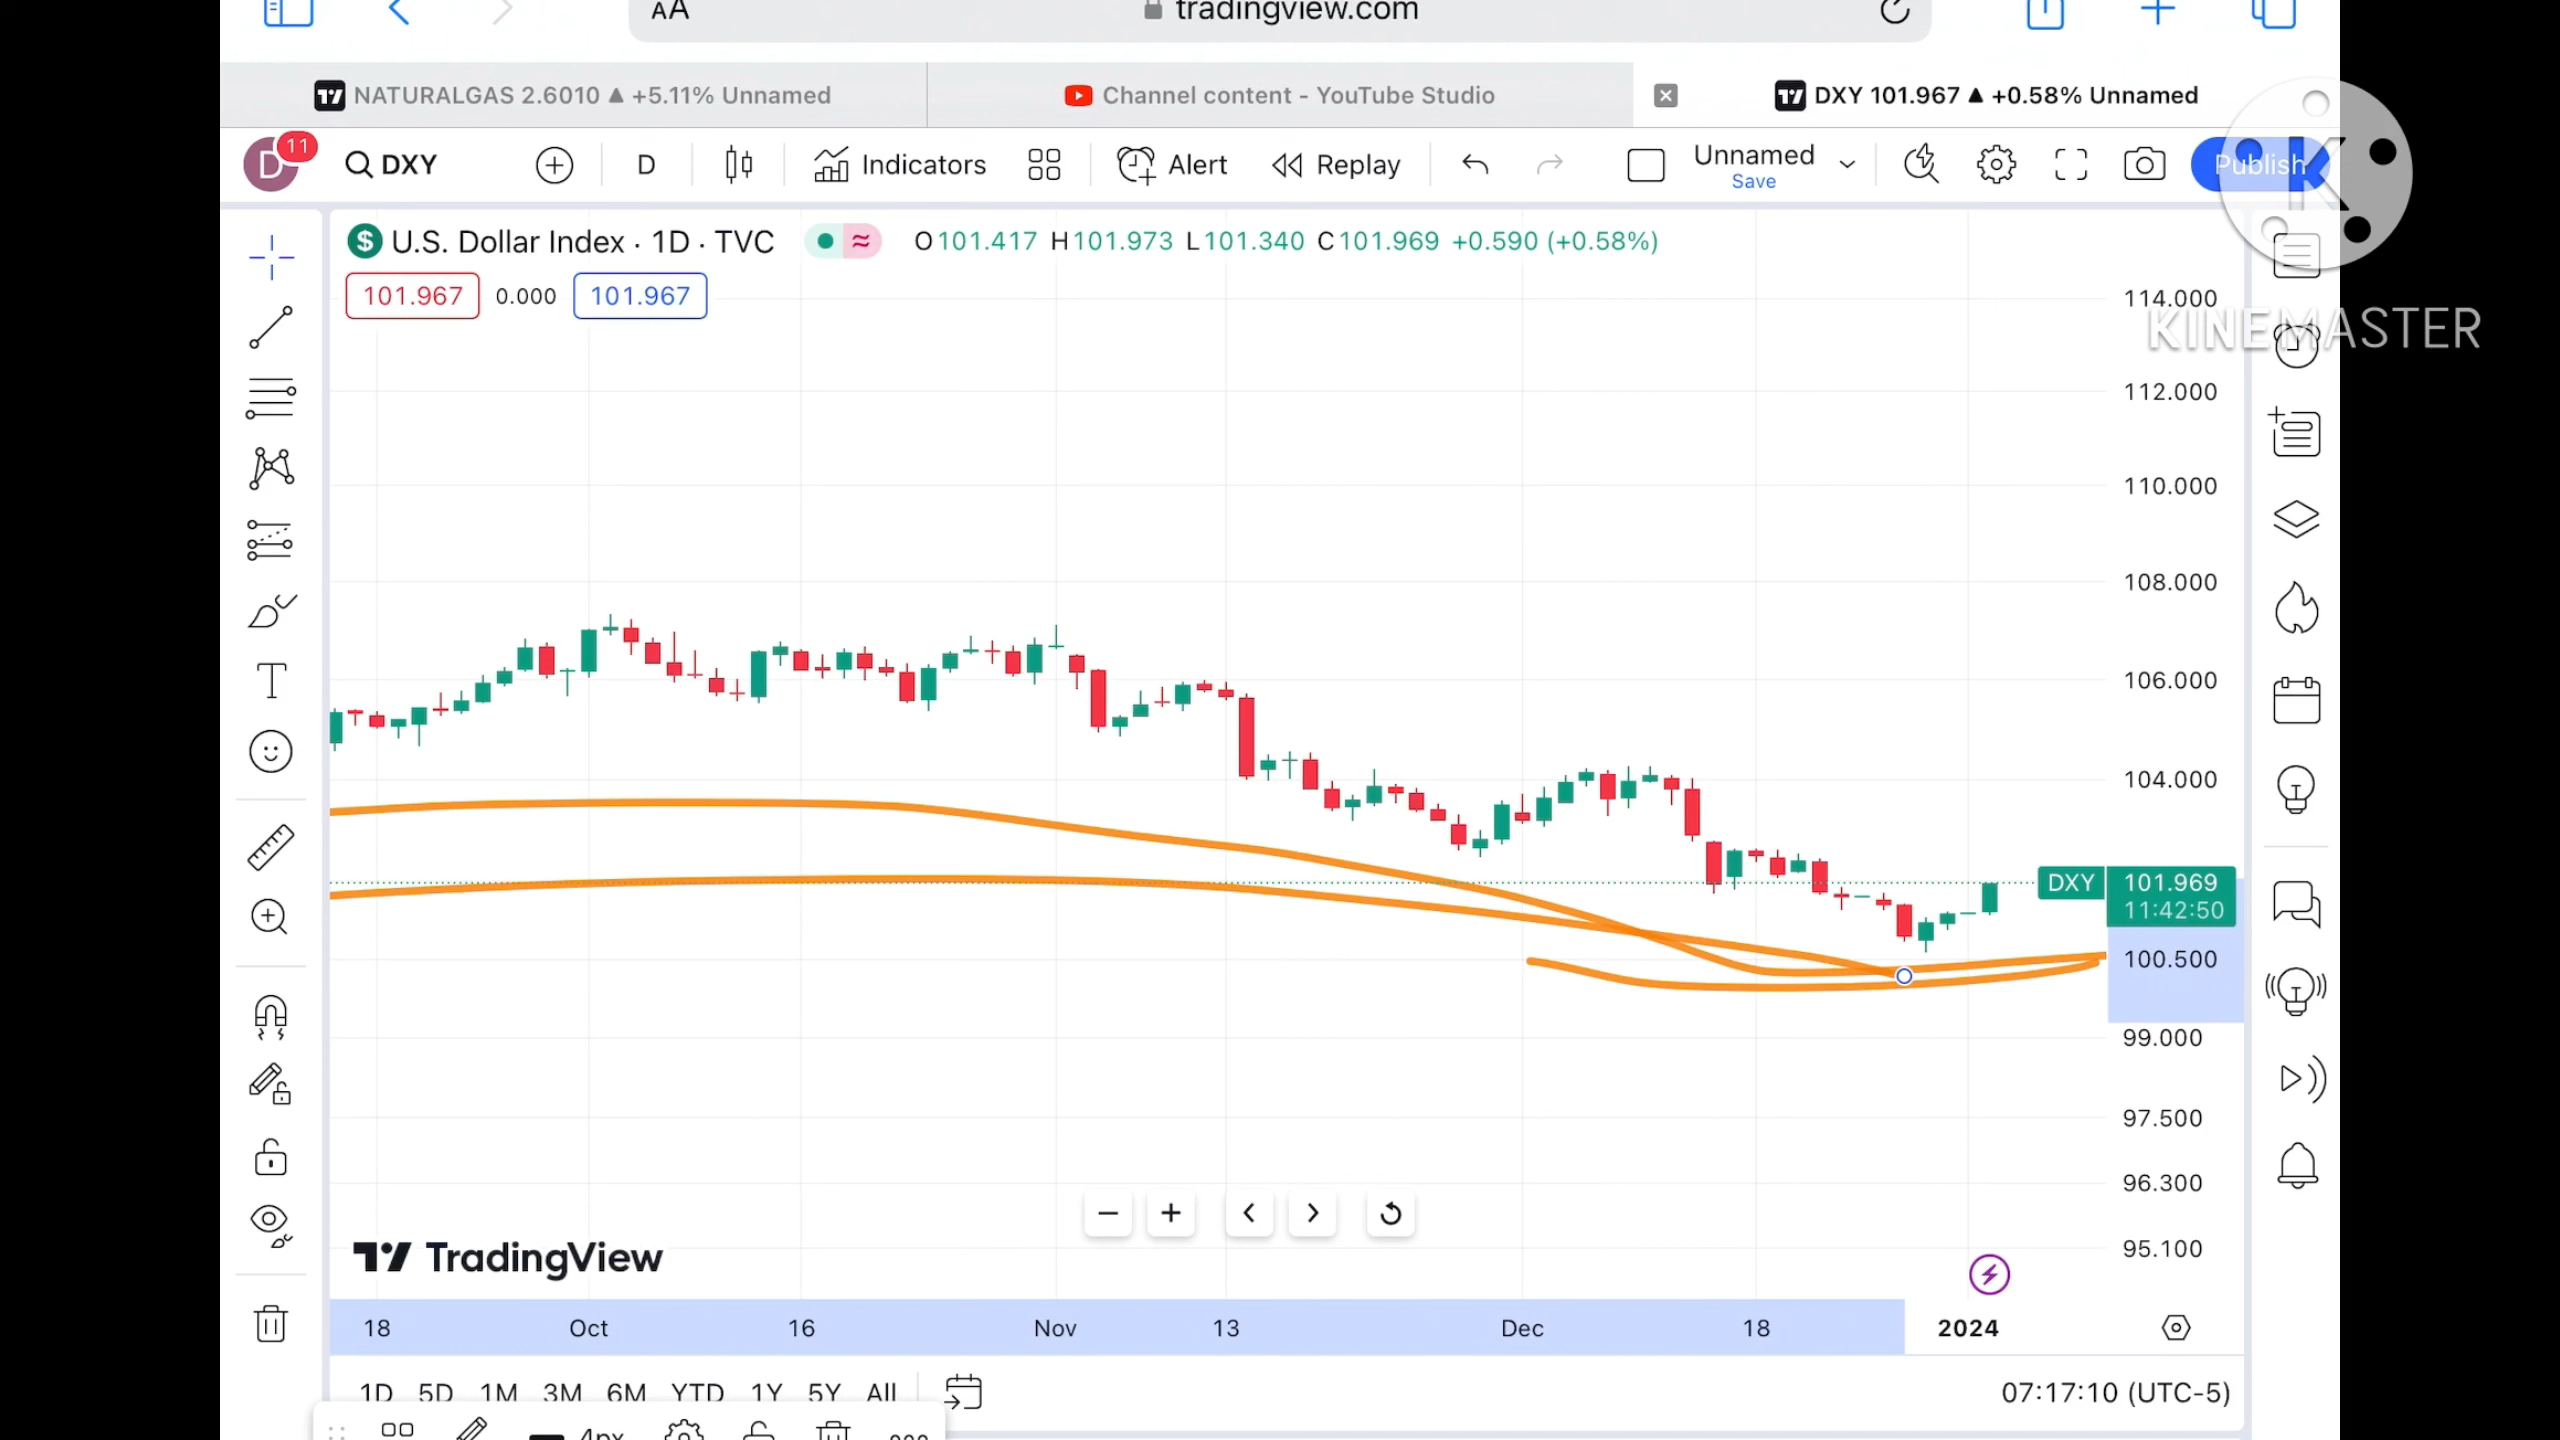 AA tradingview.com
NATURALGAS 2.6010 ▲ +5.11% Unnamed
Channel content - YouTube Studio
DXY 101.967 ▲ +0.58% Unnamed
D 11
DXY
D
Indicators
Alert
Replay
Unnamed
Save
Publish
K
KINEMASTER
$ U.S. Dollar Index · 1D · TVC
O101.417 H101.973 L101.340 C101.969 +0.590 (+0.58%)
101.967 0.000 101.967
114.000
112.000
110.000
108.000
106.000
104.000
DXY 101.969
11:42:50
100.500
99.000
97.500
96.300
95.100
TradingView
18 Oct 16 Nov 13 Dec 18 2024
1D 5D 1M 3M 6M YTD 1Y 5Y All
07:17:10 (UTC-5)
4px